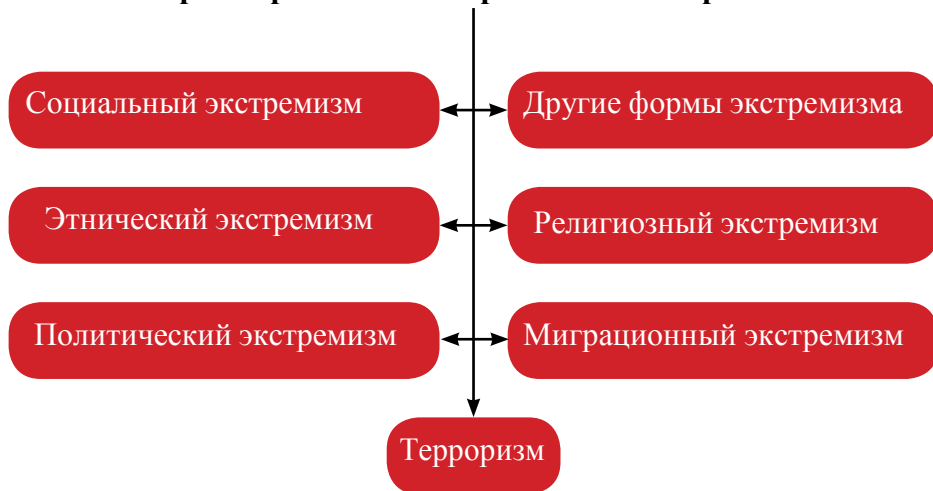 Социальный экстремизм
Другие формы экстремизма
Этнический экстремизм
Религиозный экстремизм
Политический экстремизм
Миграционный экстремизм
Терроризм